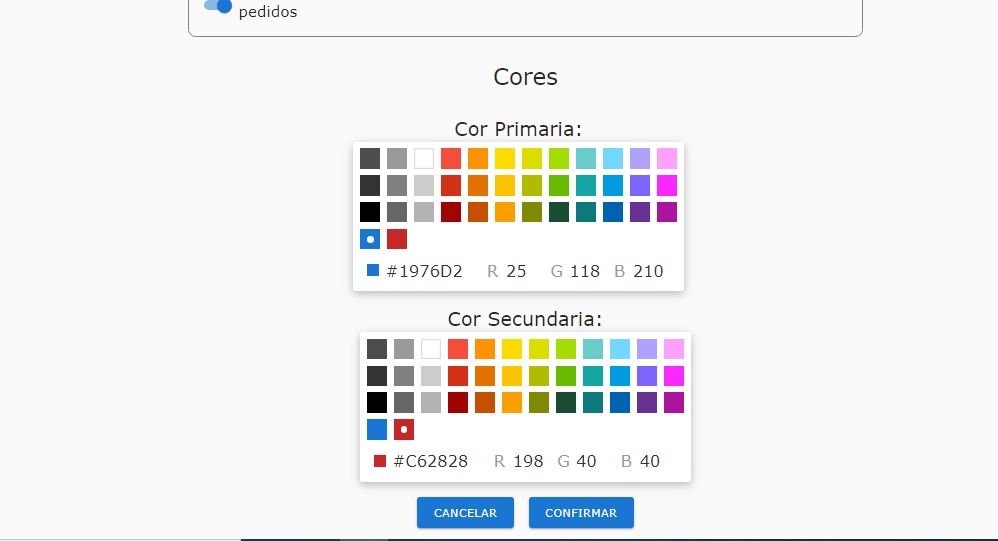 pedidos
Cores
Cor Primaria:
#1976D2 R 25 G 118 B 210
Cor Secundaria:
#C62828 R 198 G 40 B 40
CANCELAR CONFIRMAR